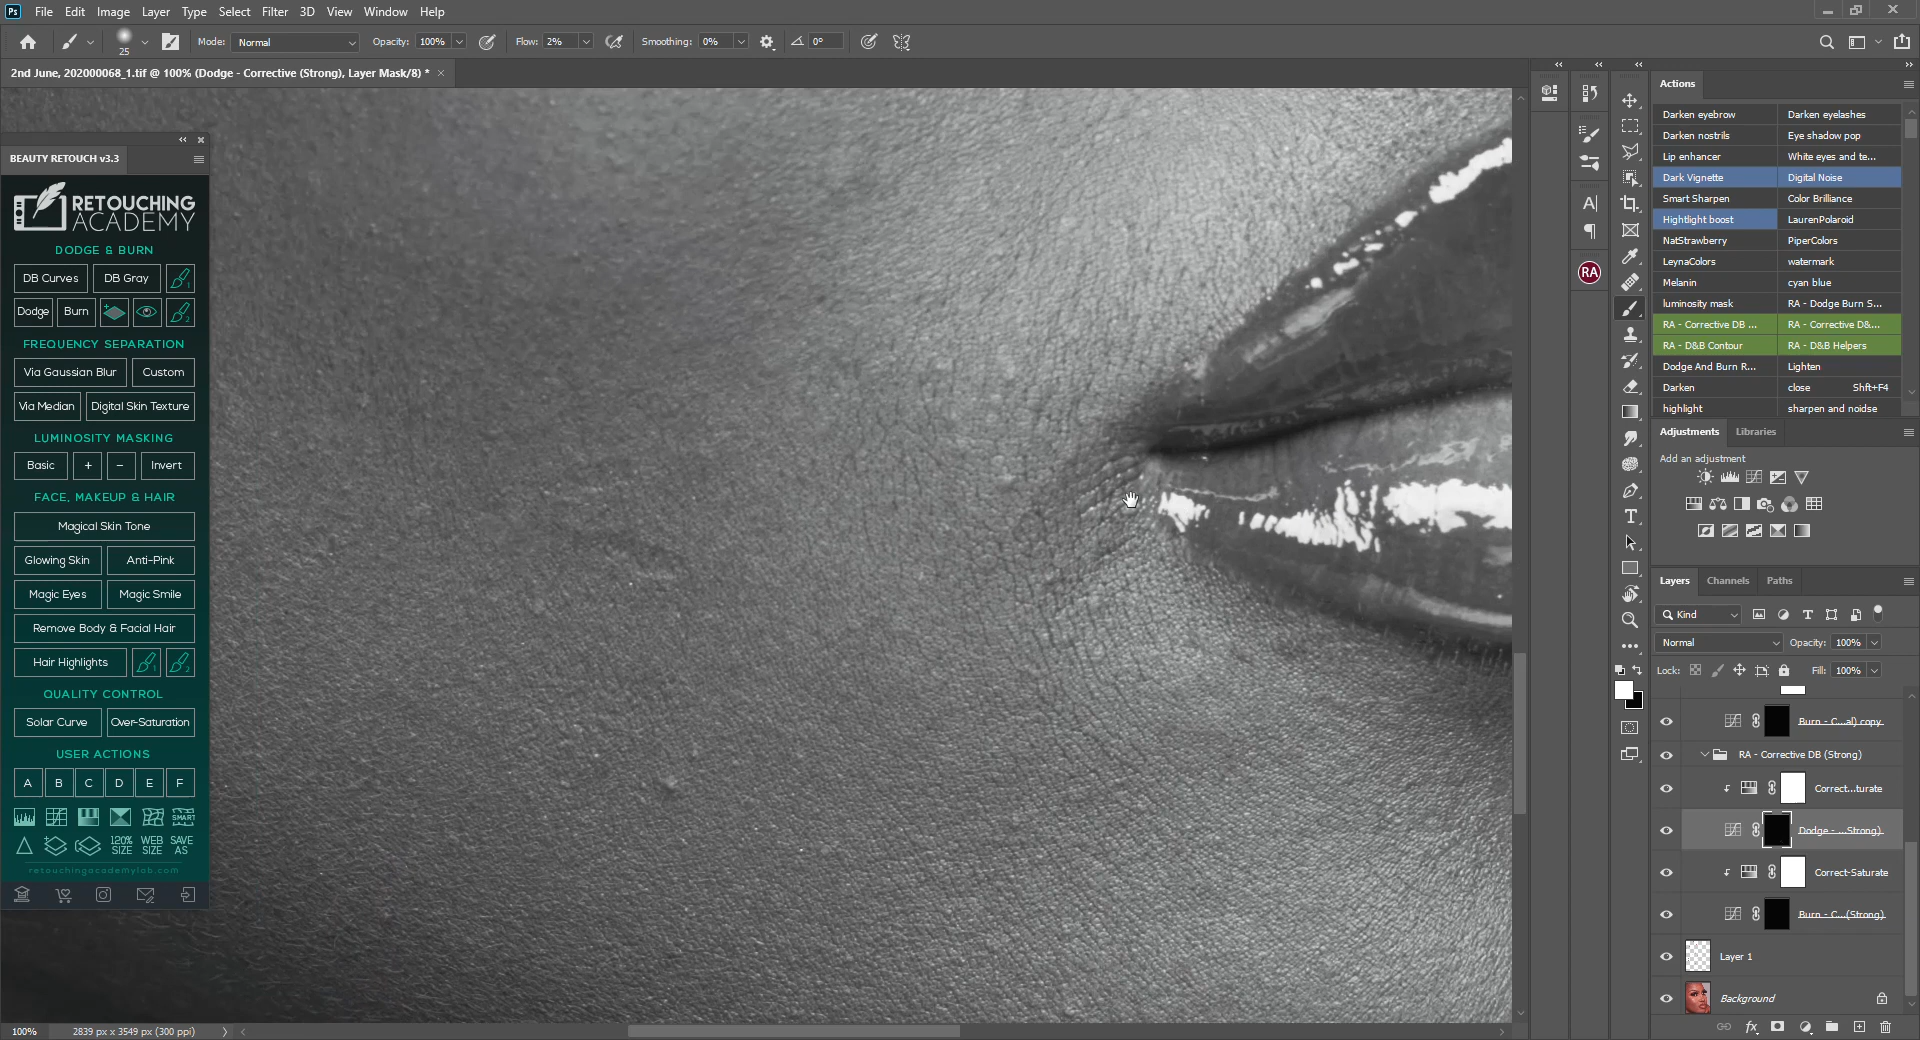 Ps File Edit Image Layer Type Select Filter 3D View Window Help
25 Mode: Normal Opacity: 100% Flow: 2% Smoothing: 0% 0°
2nd June, 202000068_1.tif @ 100% (Dodge - Corrective (Strong), Layer Mask/8) *
BEAUTY RETOUCH v3.3
RETOUCHING
ACADEMY
DODGE & BURN
DB Curves DB Gray 1
Dodge Burn 2
FREQUENCY SEPARATION
Via Gaussian Blur Custom
Via Median Digital Skin Texture
LUMINOSITY MASKING
Basic + − Invert
FACE, MAKEUP & HAIR
Magical Skin Tone
Glowing Skin Anti-Pink
Magic Eyes Magic Smile
Remove Body & Facial Hair
Hair Highlights 1 2
QUALITY CONTROL
Solar Curve Over-Saturation
USER ACTIONS
A B C D E F
SMART
120% SIZE WEB SIZE SAVE AS
retouchingacademylab.com
100% 2839 px x 3549 px (300 ppi)
RA
Actions
Darken eyebrow Darken eyelashes
Darken nostrils Eye shadow pop
Lip enhancer White eyes and te...
Dark Vignette Digital Noise
Smart Sharpen Color Brilliance
Hightlight boost LaurenPolaroid
NatStrawberry PiperColors
LeynaColors watermark
Melanin cyan blue
luminosity mask RA - Dodge Burn S...
RA - Corrective DB ... RA - Corrective D&...
RA - D&B Contour RA - D&B Helpers
Dodge And Burn R... Lighten
Darken close Shft+F4
highlight sharpen and noidse
Adjustments Libraries
Add an adjustment
Layers Channels Paths
Kind
Normal Opacity: 100%
Lock: Fill: 100%
Burn - C...al) copy
RA - Corrective DB (Strong)
Correct...turate
Dodge - ...Strong)
Correct-Saturate
Burn - C...(Strong)
Layer 1
Background
fx